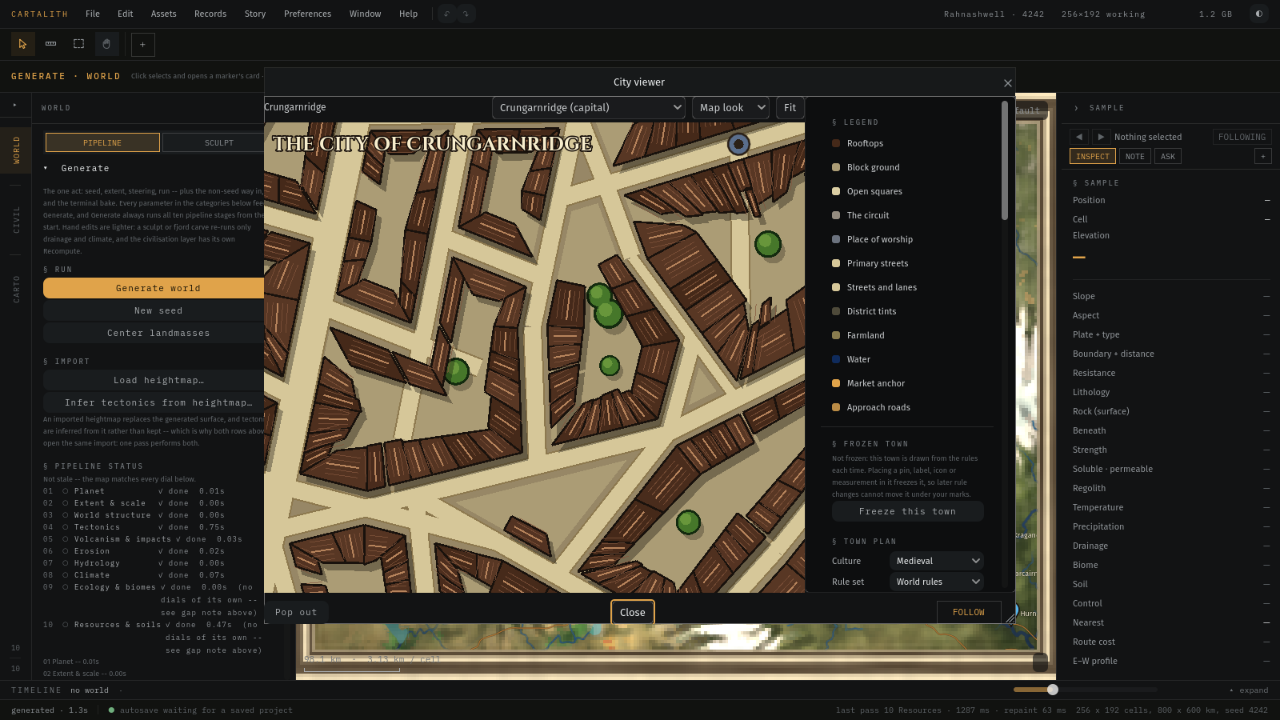 CARTALITH File Edit Assets Records Story Preferences Window Help
Rahnashwell · 4242 256×192 working 1.2 GB
GENERATE · WORLD Click selects and opens a marker's card
City viewer
Crungarnridge Crungarnridge (capital) Map look Fit
THE CITY OF CRUNGARNRIDGE
WORLD
CIVIL
CARTO
10
10
WORLD
PIPELINE SCULPT
Generate
The one act: seed, extent, steering, run -- plus the non-seed way in,
and the terminal bake. Every parameter in the categories below feeds
Generate, and Generate always runs all ten pipeline stages from the
start. Hand edits are lighter: a sculpt or fjord carve re-runs only
drainage and climate, and the civilisation layer has its own
Recompute.
§ RUN
Generate world
New seed
Center landmasses
§ IMPORT
Load heightmap…
Infer tectonics from heightmap…
An imported heightmap replaces the generated surface, and tecton
are inferred from it rather than kept -- which is why both rows abov
open the same import: one pass performs both.
§ PIPELINE STATUS
Not stale -- the map matches every dial below.
01 Planet √ done 0.01s
02 Extent & scale √ done 0.00s
03 World structure √ done 0.00s
04 Tectonics √ done 0.75s
05 Volcanism & impacts √ done 0.03s
06 Erosion √ done 0.02s
07 Hydrology √ done 0.00s
08 Climate √ done 0.07s
09 Ecology & biomes √ done 0.00s (no
dials of its own --
see gap note above)
10 Resources & soils √ done 0.47s (no
dials of its own --
see gap note above)
01 Planet -- 0.01s
02 Extent & scale -- 0.00s
§ LEGEND
Rooftops
Block ground
Open squares
The circuit
Place of worship
Primary streets
Streets and lanes
District tints
Farmland
Water
Market anchor
Approach roads
§ FROZEN TOWN
Not frozen: this town is drawn from the rules
each time. Placing a pin, label, icon or
measurement in it freezes it, so later rule
changes cannot move it under your marks.
Freeze this town
§ TOWN PLAN
Culture Medieval
Rule set World rules
Pop out Close FOLLOW
fault
Hurn
SAMPLE
Nothing selected FOLLOWING
INSPECT NOTE ASK +
§ SAMPLE
Position —
Cell —
Elevation
—
Slope —
Aspect —
Plate + type —
Boundary + distance —
Resistance —
Lithology —
Rock (surface) —
Beneath —
Strength —
Soluble · permeable —
Regolith —
Temperature —
Precipitation —
Drainage —
Biome —
Soil —
Control —
Nearest —
Route cost —
E–W profile —
TIMELINE no world · expand
generated · 1.3s autosave waiting for a saved project
last pass 10 Resources · 1287 ms · repaint 63 ms 256 x 192 cells, 800 x 600 km, seed 4242